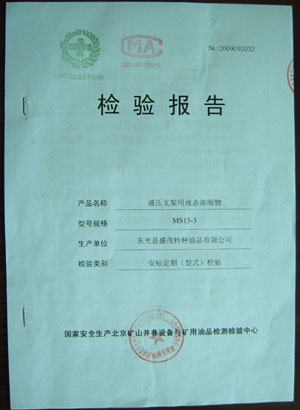 MA
№:2009C02032
检验报告
产品名称 液压支架用液态浓缩物
型号规格 MS15-3
生产单位 东光县盛茂特种油品有限公司
检验类别 安标定期（型式）检验
国家安全生产北京矿山井巷设备与矿用油品检测检验中心